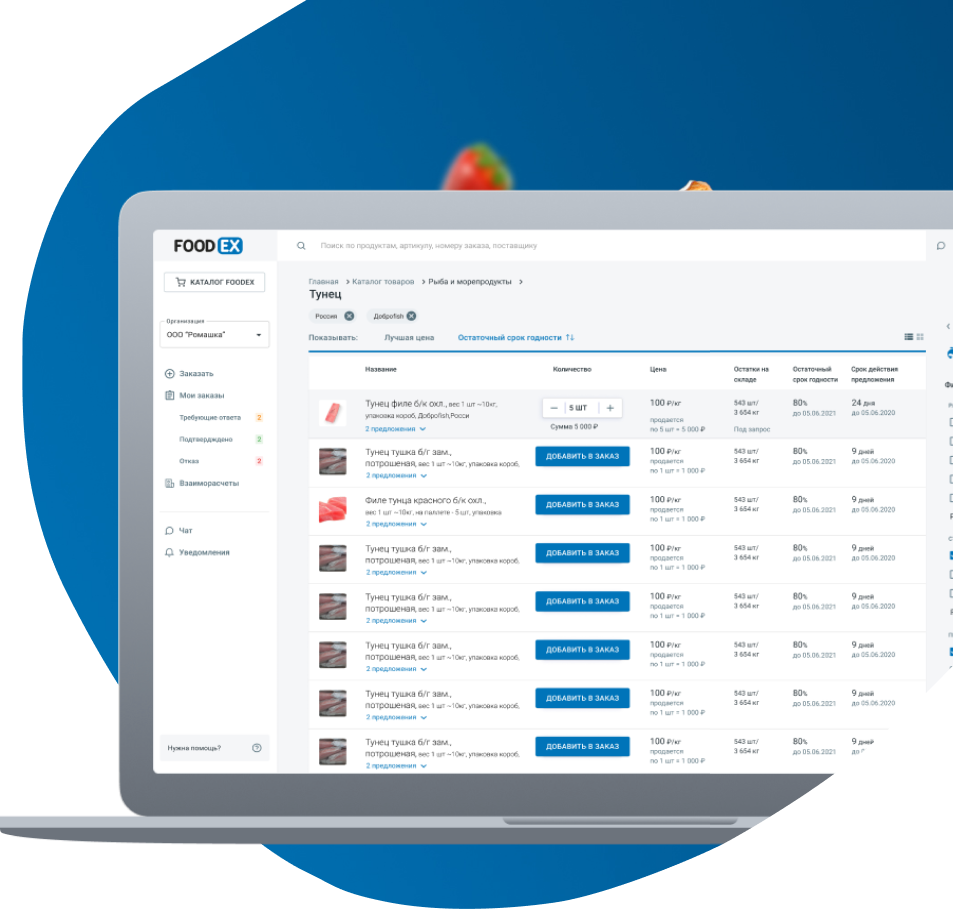 FOOD EX
Поиск по продуктам, артикулу, номеру заказа, поставщику
КАТАЛОГ FOODEX
Организация
ООО "Ромашка"
Заказать
Мои заказы
Требующие ответа 2
Подтверждено 2
Отказ 2
Взаиморасчеты
Чат
Уведомления
Нужна помощь?
Главная > Каталог товаров > Рыба и морепродукты >
Тунец
Россия
Доброfish
Показывать: Лучшая цена Остаточный срок годности
Название Количество Цена Остатки на складе Остаточный срок годности Срок действия предложения
Тунец филе б/к охл., вес 1 шт ~10кг,
упаковка короб, Доброfish,Росси
2 предложения
— 5 ШТ +
Сумма 5 000 ₽
100 ₽/кг
продается
по 5 шт = 5 000 ₽
543 шт/
3 654 кг
Под запрос
80%
до 05.06.2021
24 дня
до 05.06.2020
Тунец тушка б/г зам.,
потрошеная, вес 1 шт ~10кг, упаковка короб,
2 предложения
ДОБАВИТЬ В ЗАКАЗ
100 ₽/кг
продается
по 1 шт = 1 000 ₽
543 шт/
3 654 кг
80%
до 05.06.2021
9 дней
до 05.06.2020
Филе тунца красного б/к охл.,
вес 1 шт ~10кг, на паллете - 5 шт, упаковка
2 предложения
ДОБАВИТЬ В ЗАКАЗ
100 ₽/кг
продается
по 1 шт = 1 000 ₽
543 шт/
3 654 кг
80%
до 05.06.2021
9 дней
до 05.06.2020
Тунец тушка б/г зам.,
потрошеная, вес 1 шт ~10кг, упаковка короб,
2 предложения
ДОБАВИТЬ В ЗАКАЗ
100 ₽/кг
продается
по 1 шт = 1 000 ₽
543 шт/
3 654 кг
80%
до 05.06.2021
9 дней
до 05.06.2020
Тунец тушка б/г зам.,
потрошеная, вес 1 шт ~10кг, упаковка короб,
2 предложения
ДОБАВИТЬ В ЗАКАЗ
100 ₽/кг
продается
по 1 шт = 1 000 ₽
543 шт/
3 654 кг
80%
до 05.06.2021
9 дней
до 05.06.2020
Тунец тушка б/г зам.,
потрошеная, вес 1 шт ~10кг, упаковка короб,
2 предложения
ДОБАВИТЬ В ЗАКАЗ
100 ₽/кг
продается
по 1 шт = 1 000 ₽
543 шт/
3 654 кг
80%
до 05.06.2021
9 дней
до 05.06.2020
Тунец тушка б/г зам.,
потрошеная, вес 1 шт ~10кг, упаковка короб,
2 предложения
ДОБАВИТЬ В ЗАКАЗ
100 ₽/кг
продается
по 1 шт = 1 000 ₽
543 шт/
3 654 кг
80%
до 05.06.2021
9 дней
до 05.06.2020
Тунец тушка б/г зам.,
потрошеная, вес 1 шт ~10кг, упаковка короб,
2 предложения
ДОБАВИТЬ В ЗАКАЗ
100 ₽/кг
продается
по 1 шт = 1 000 ₽
543 шт/
3 654 кг
80%
до 05.06.2021
9 дней
до